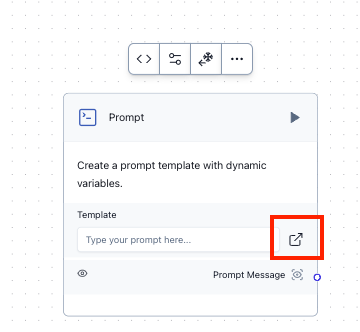 Prompt
Create a prompt template with dynamic
variables.
Template
Type your prompt here...
Prompt Message